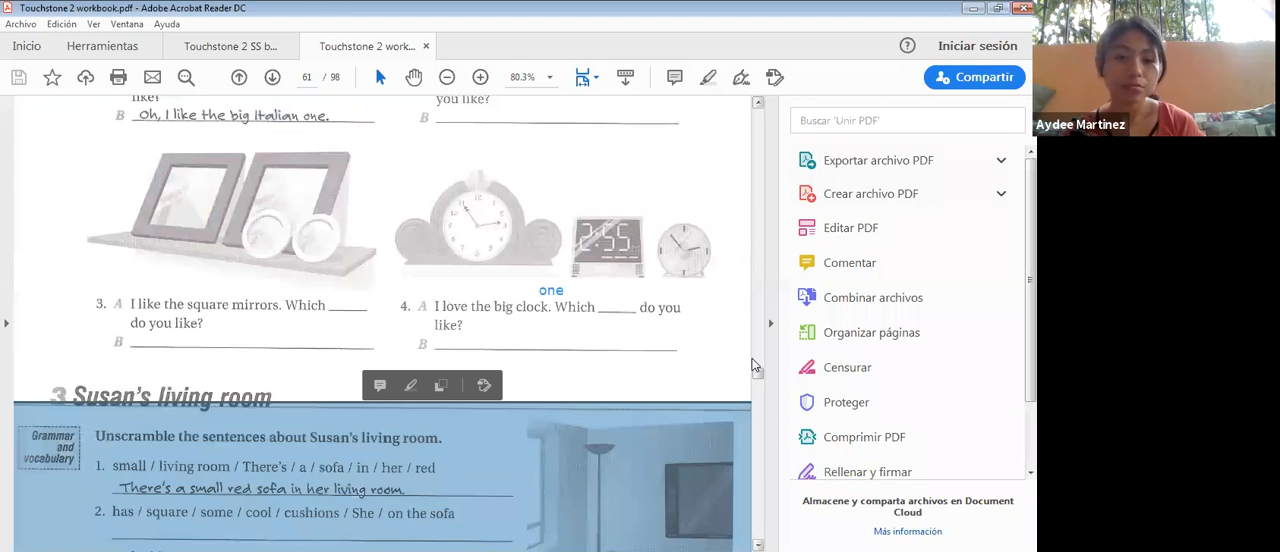 Touchstone 2 workbook.pdf - Adobe Acrobat Reader DC
Archivo Edición Ver Ventana Ayuda
Inicio Herramientas Touchstone 2 SS b... Touchstone 2 work... × Iniciar sesión
61 / 98 80.3% Compartir
like?
B Oh, I like the big Italian one.
you like?
B
2:55
one
3. A I like the square mirrors. Which ______
do you like?
B
4. A I love the big clock. Which ______ do you
like?
B
3 Susan's living room
Grammar
and
vocabulary
Unscramble the sentences about Susan's living room.
1. small / living room / There's / a / sofa / in / her / red
There's a small red sofa in her living room.
2. has / square / some / cool / cushions / She / on the sofa
Buscar 'Unir PDF'
Exportar archivo PDF
Crear archivo PDF
Editar PDF
Comentar
Combinar archivos
Organizar páginas
Censurar
Proteger
Comprimir PDF
Rellenar y firmar
Almacene y comparta archivos en Document
Cloud
Más información
Aydee Martinez